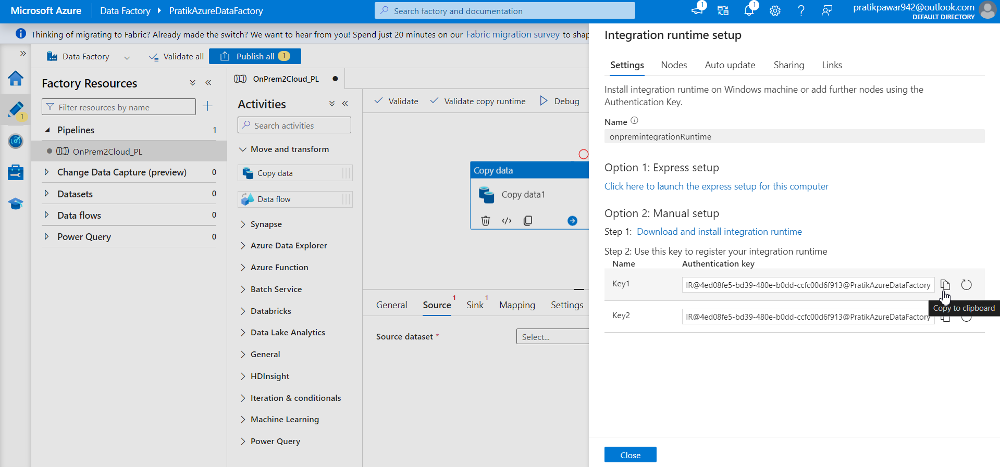 Microsoft Azure
Data Factory
PratikAzureDataFactory
Search factory and documentation
1
1
pratikpawar942@outlook.com
DEFAULT DIRECTORY
Thinking of migrating to Fabric? Already made the switch? We want to hear from you! Spend just 20 minutes on our Fabric migration survey to shap
Data Factory
Validate all
Publish all 1
1
Factory Resources
Filter resources by name
Pipelines 1
OnPrem2Cloud_PL
Change Data Capture (preview) 0
Datasets 0
Data flows 0
Power Query 0
OnPrem2Cloud_PL
Activities
Search activities
Move and transform
Copy data
Data flow
Synapse
Azure Data Explorer
Azure Function
Batch Service
Databricks
Data Lake Analytics
General
HDInsight
Iteration & conditionals
Machine Learning
Power Query
Validate
Validate copy runtime
Debug
Copy data
Copy data1
General
Source 1
Sink 1
Mapping
Settings
Source dataset *
Select...
Integration runtime setup
Settings
Nodes
Auto update
Sharing
Links
Install integration runtime on Windows machine or add further nodes using the
Authentication Key.
Name
onpremintegrationRuntime
Option 1: Express setup
Click here to launch the express setup for this computer
Option 2: Manual setup
Step 1: Download and install integration runtime
Step 2: Use this key to register your integration runtime
Name Authentication key
Key1 IR@4ed08fe5-bd39-480e-b0dd-ccfc00d6f913@PratikAzureDataFactory
Copy to clipboard
Key2 IR@4ed08fe5-bd39-480e-b0dd-ccfc00d6f913@PratikAzureDataFactory
Close